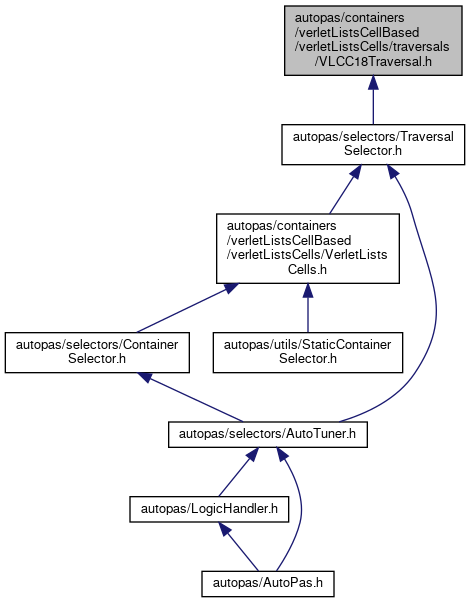 autopas/containers
/verletListsCellBased
/verletListsCells/traversals
/VLCC18Traversal.h
autopas/selectors/Traversal
Selector.h
autopas/containers
/verletListsCellBased
/verletListsCells/VerletLists
Cells.h
autopas/selectors/Container
Selector.h
autopas/utils/StaticContainer
Selector.h
autopas/selectors/AutoTuner.h
autopas/LogicHandler.h
autopas/AutoPas.h